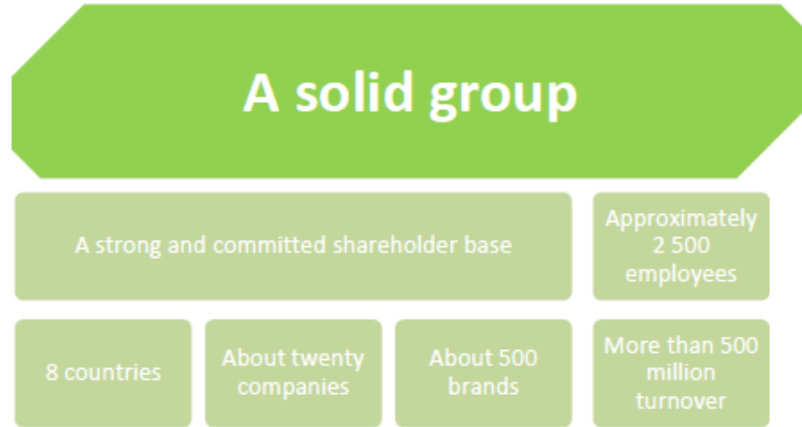 A solid group
A strong and committed shareholder base
Approximately
2 500
employees
8 countries
About twenty
companies
About 500
brands
More than 500
million
turnover